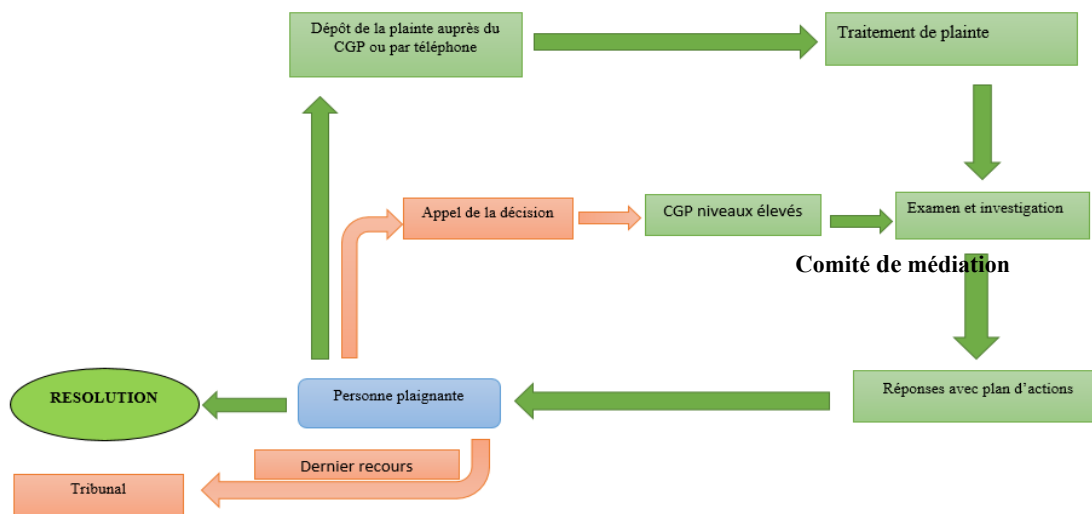 Dépôt de la plainte auprès du
CGP ou par téléphone
Traitement de plainte
Appel de la décision
CGP niveaux élevés
Examen et investigation
Comité de médiation
RESOLUTION
Personne plaignante
Réponses avec plan d’actions
Dernier recours
Tribunal